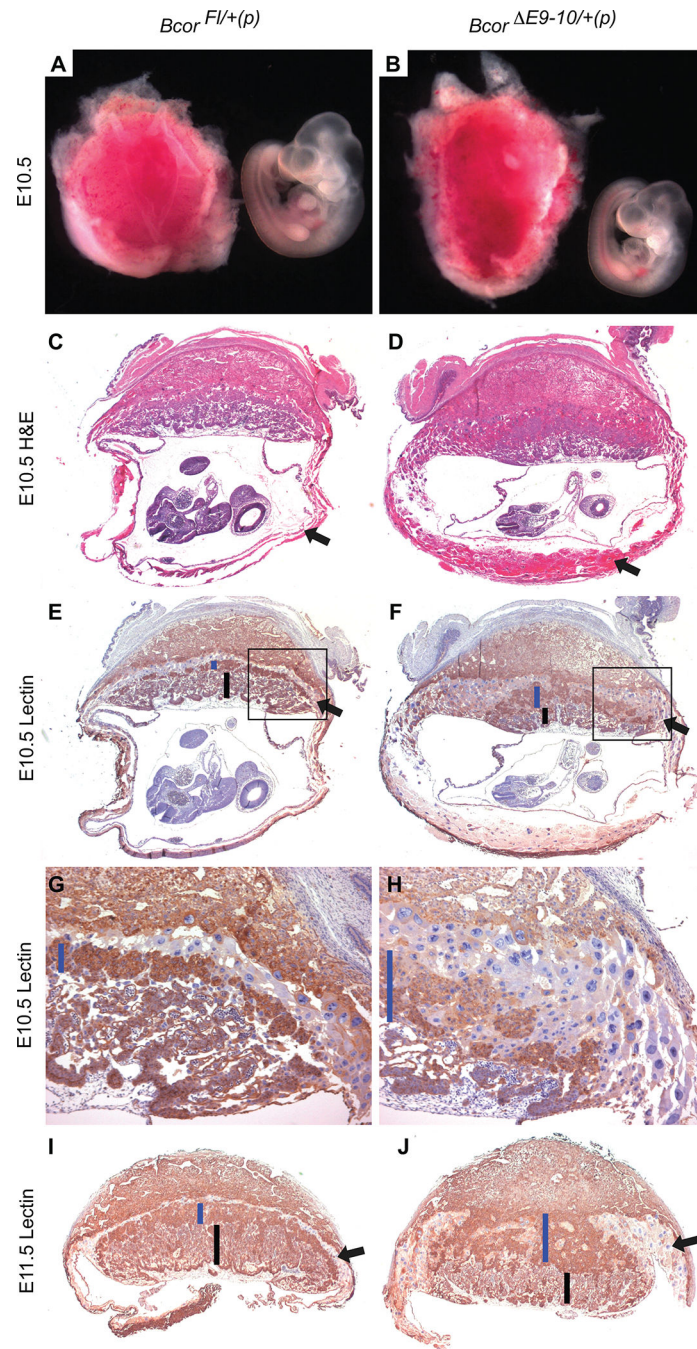 Bcor Fl/+(p)
Bcor ΔE9-10/+(p)
A
B
E10.5
C
D
E10.5 H&E
E
F
E10.5 Lectin
G
H
E10.5 Lectin
I
J
E11.5 Lectin